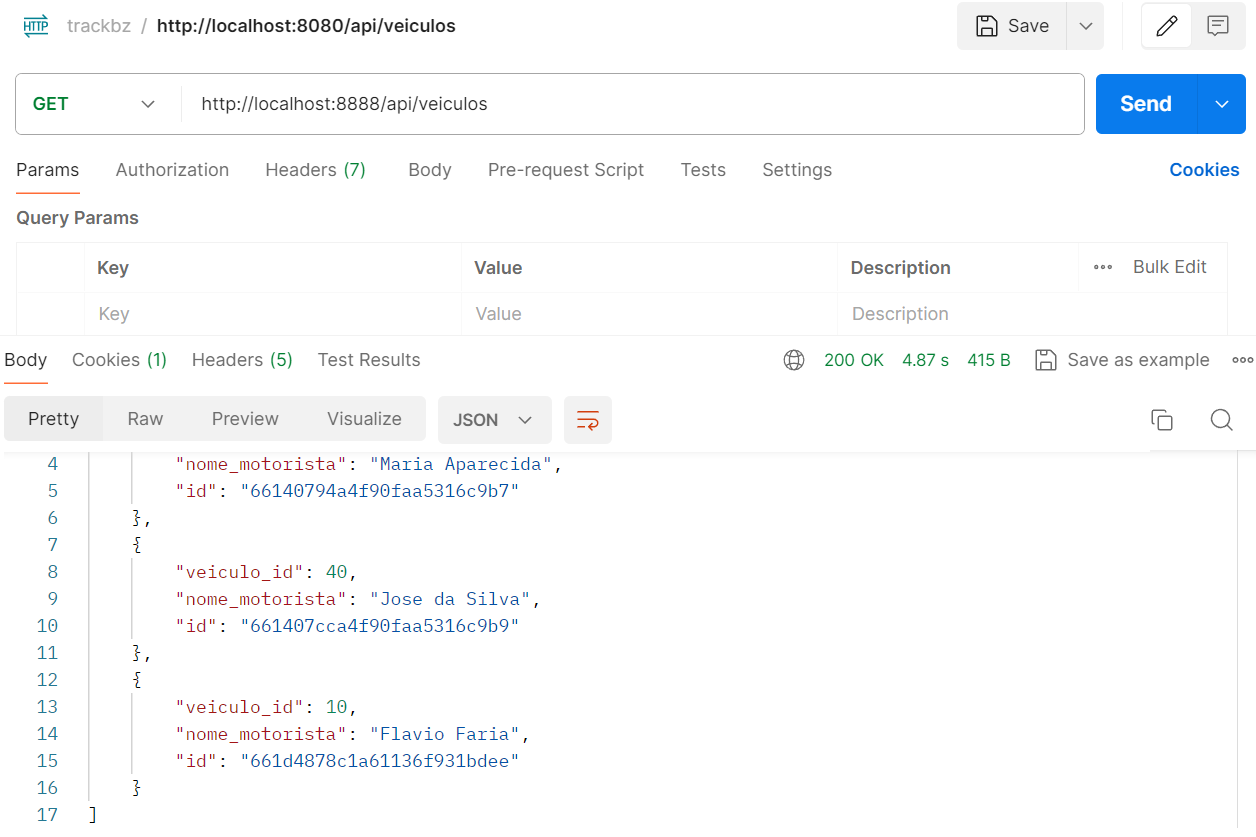 HTTP trackbz / http://localhost:8080/api/veiculos Save
GET http://localhost:8888/api/veiculos Send
Params Authorization Headers (7) Body Pre-request Script Tests Settings Cookies
Query Params
Key Value Description ••• Bulk Edit
Key Value Description
Body Cookies (1) Headers (5) Test Results 200 OK 4.87 s 415 B Save as example
Pretty Raw Preview Visualize JSON
4 "nome_motorista": "Maria Aparecida",
5 "id": "66140794a4f90faa5316c9b7"
6 },
7 {
8 "veiculo_id": 40,
9 "nome_motorista": "Jose da Silva",
10 "id": "661407cca4f90faa5316c9b9"
11 },
12 {
13 "veiculo_id": 10,
14 "nome_motorista": "Flavio Faria",
15 "id": "661d4878c1a61136f931bdee"
16 }
17 ]